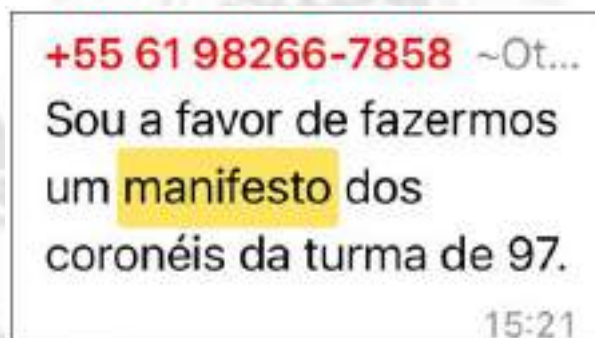 +55 61 98266-7858 ~Ot...
Sou a favor de fazermos
um manifesto dos
coronéis da turma de 97.
15:21